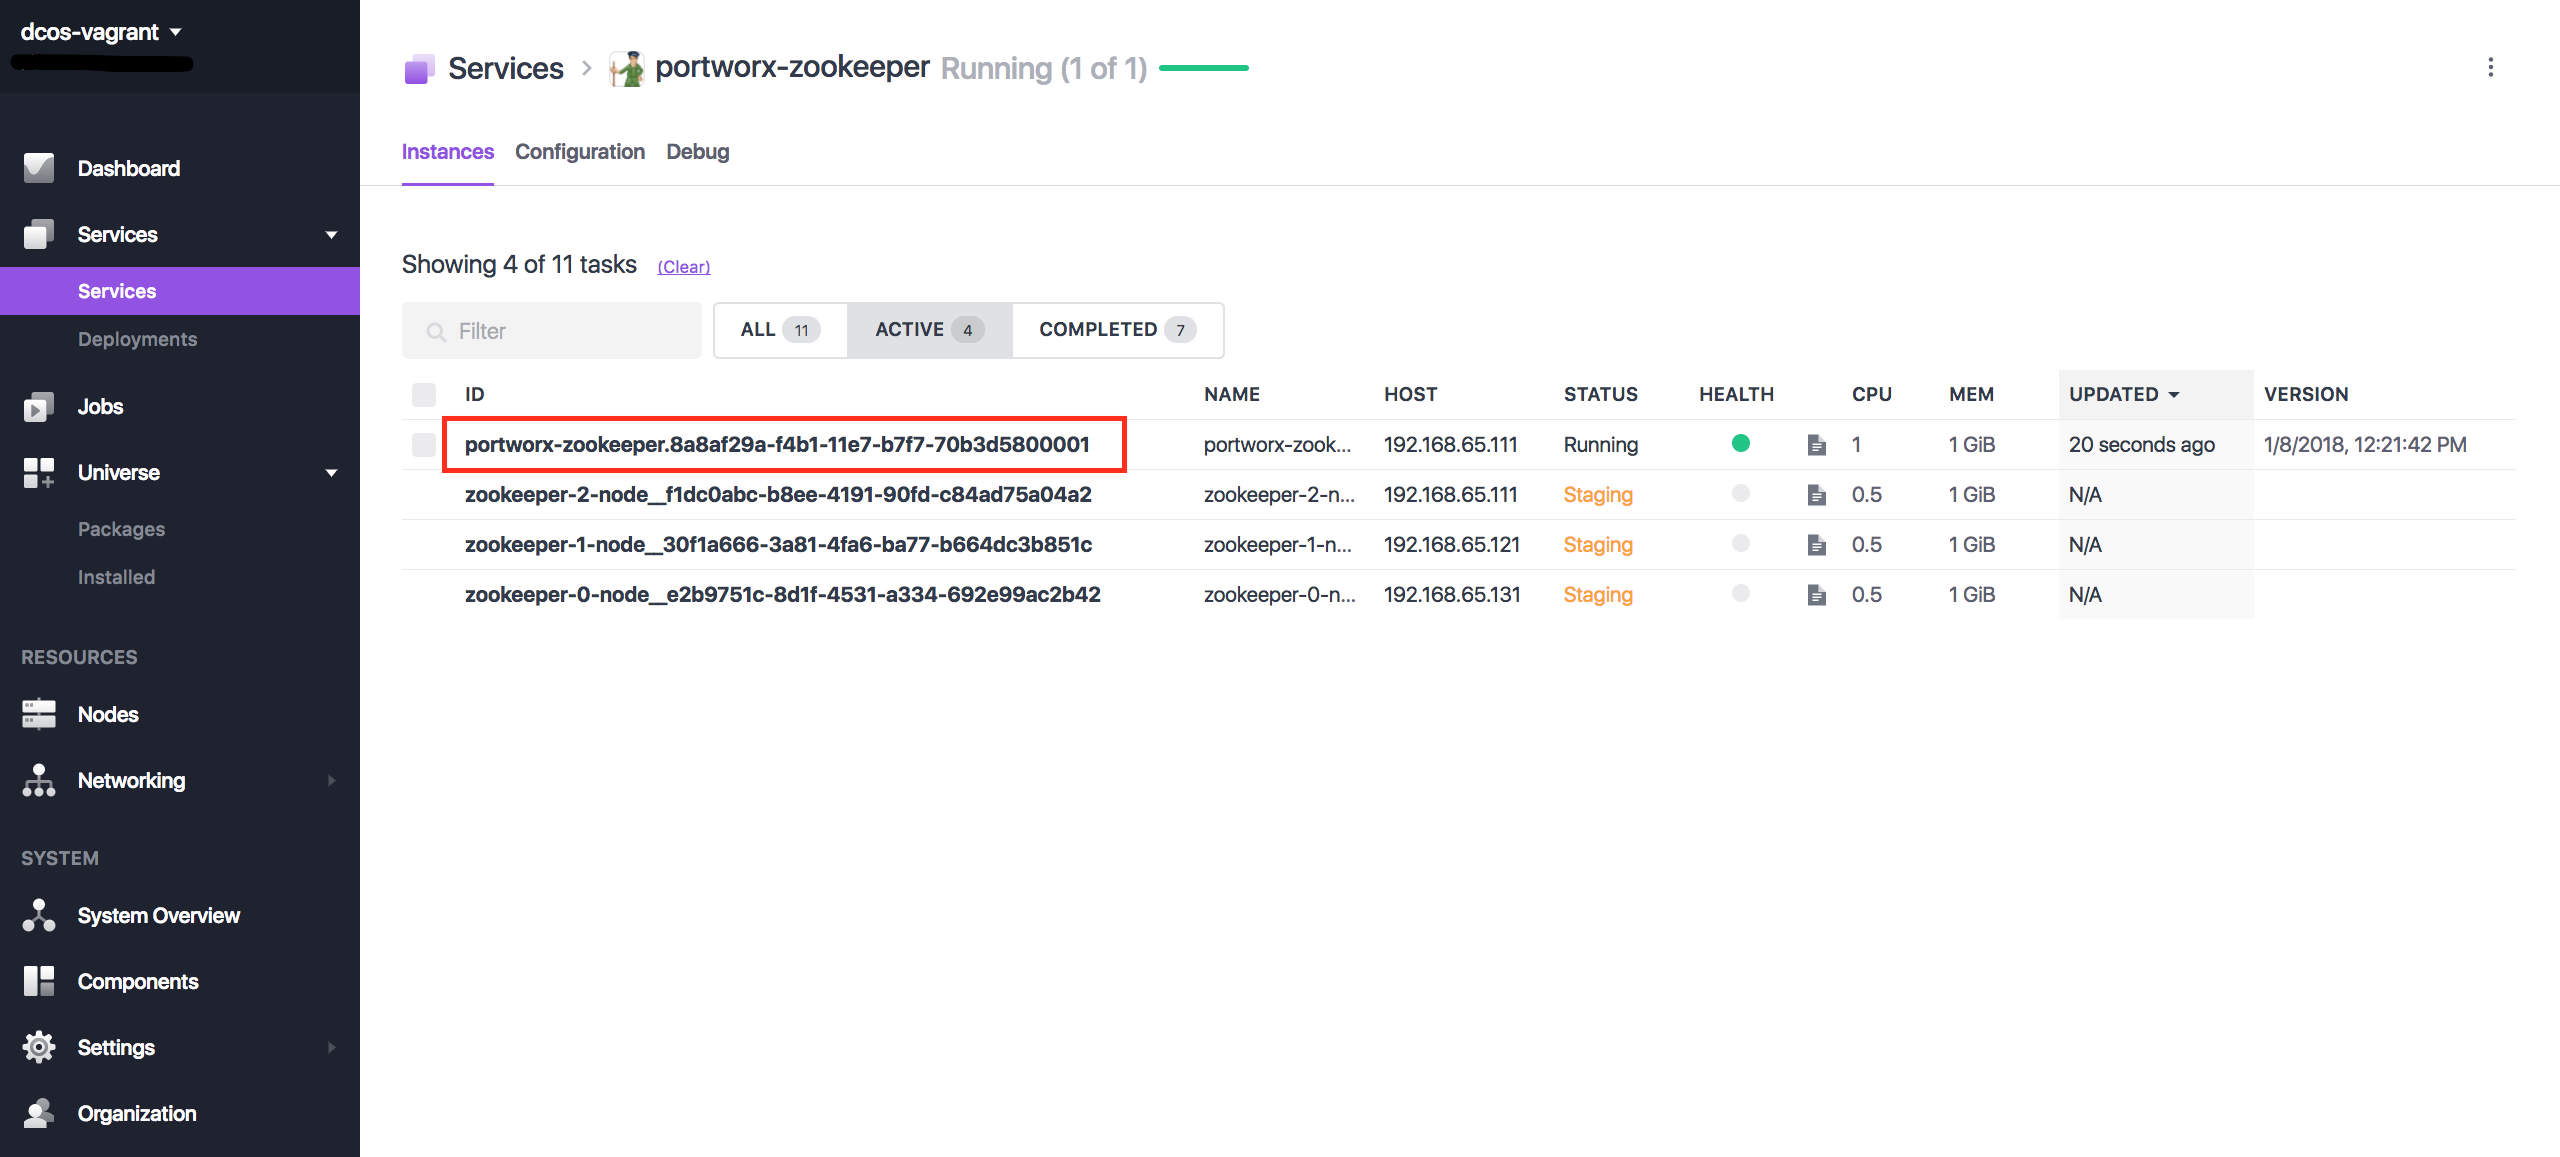 dcos-vagrant
Dashboard
Services
Services
Deployments
Jobs
Universe
Packages
Installed
RESOURCES
Nodes
Networking
SYSTEM
System Overview
Components
Settings
Organization
Services > portworx-zookeeper Running (1 of 1)
Instances Configuration Debug
Showing 4 of 11 tasks (Clear)
Filter ALL 11 ACTIVE 4 COMPLETED 7
ID NAME HOST STATUS HEALTH CPU MEM UPDATED VERSION
portworx-zookeeper.8a8af29a-f4b1-11e7-b7f7-70b3d5800001 portworx-zook... 192.168.65.111 Running 1 1 GiB 20 seconds ago 1/8/2018, 12:21:42 PM
zookeeper-2-node__f1dc0abc-b8ee-4191-90fd-c84ad75a04a2 zookeeper-2-n... 192.168.65.111 Staging 0.5 1 GiB N/A
zookeeper-1-node__30f1a666-3a81-4fa6-ba77-b664dc3b851c zookeeper-1-n... 192.168.65.121 Staging 0.5 1 GiB N/A
zookeeper-0-node__e2b9751c-8d1f-4531-a334-692e99ac2b42 zookeeper-0-n... 192.168.65.131 Staging 0.5 1 GiB N/A